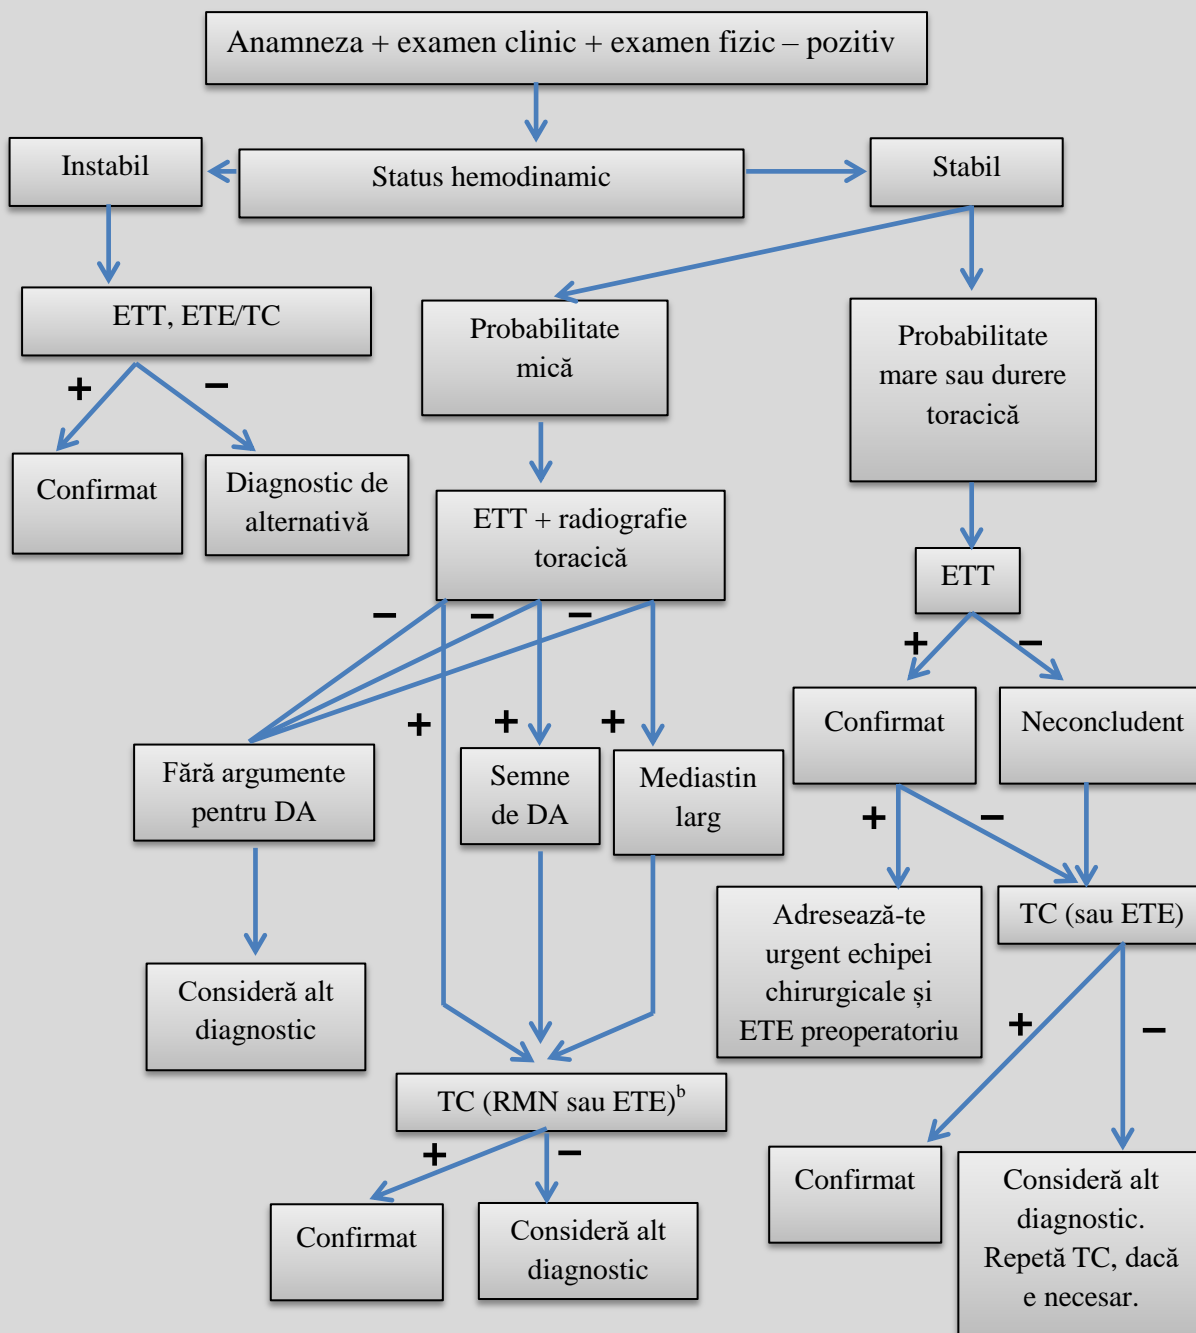 Anamneza + examen clinic + examen fizic – pozitiv
Instabil
Status hemodinamic
Stabil
ETT, ETE/TC
Probabilitate
mică
Probabilitate
mare sau durere
toracică
+
–
Confirmat
Diagnostic de
alternativă
ETT + radiografie
toracică
ETT
–
–
–
+
–
+
+
+
Confirmat
Neconcludent
Fără argumente
pentru DA
Semne
de DA
Mediastin
larg
+
–
Adresează-te
urgent echipei
chirurgicale și
ETE preoperatoriu
TC (sau ETE)
Consideră alt
diagnostic
+
–
TC (RMN sau ETE)b
+
–
Confirmat
Consideră alt
diagnostic.
Repetă TC, dacă
e necesar.
Confirmat
Consideră alt
diagnostic